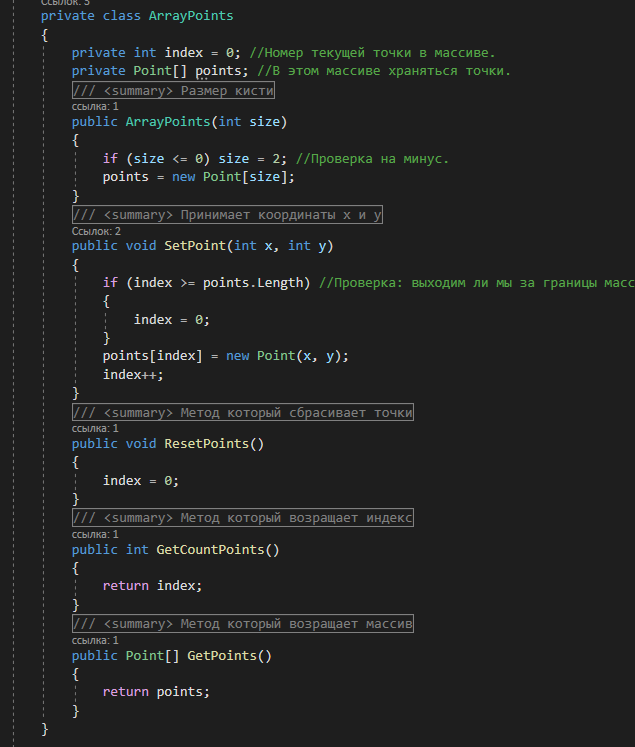 Ссылок: 5
private class ArrayPoints
{
private int index = 0; //Номер текущей точки в массиве.
private Point[] points; //В этом массиве храняться точки.
/// <summary> Размер кисти
ссылка: 1
public ArrayPoints(int size)
{
if (size <= 0) size = 2; //Проверка на минус.
points = new Point[size];
}
/// <summary> Принимает координаты x и y
Ссылок: 2
public void SetPoint(int x, int y)
{
if (index >= points.Length) //Проверка: выходим ли мы за границы масс
{
index = 0;
}
points[index] = new Point(x, y);
index++;
}
/// <summary> Метод который сбрасивает точки
ссылка: 1
public void ResetPoints()
{
index = 0;
}
/// <summary> Метод который возращает индекс
ссылка: 1
public int GetCountPoints()
{
return index;
}
/// <summary> Метод который возращает массив
ссылка: 1
public Point[] GetPoints()
{
return points;
}
}